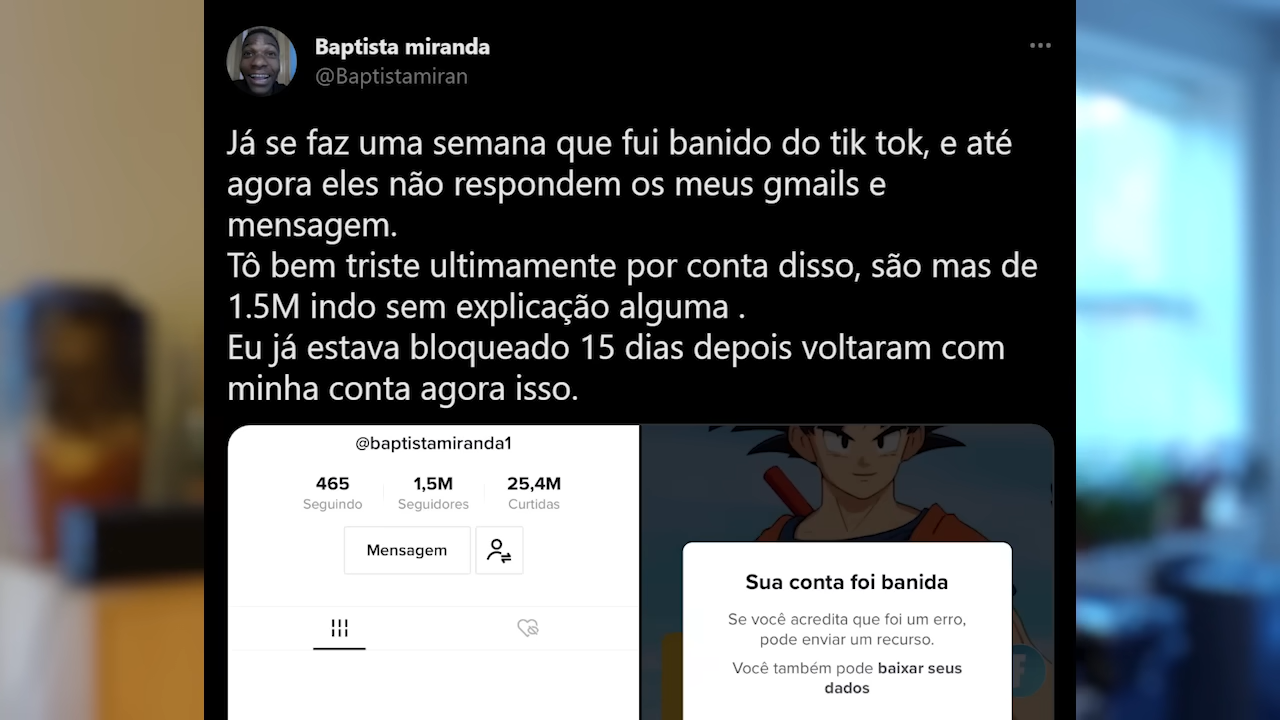 Baptista miranda
@Baptistamiran
Já se faz uma semana que fui banido do tik tok, e até
agora eles não respondem os meus gmails e
mensagem.
Tô bem triste ultimamente por conta disso, são mas de
1.5M indo sem explicação alguma .
Eu já estava bloqueado 15 dias depois voltaram com
minha conta agora isso.
@baptistamiranda1
465 1,5M 25,4M
Seguindo Seguidores Curtidas
Mensagem
Sua conta foi banida
Se você acredita que foi um erro,
pode enviar um recurso.
Você também pode baixar seus
dados